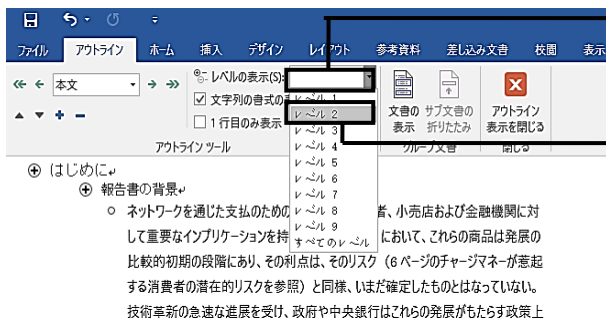 ファイル アウトライン ホーム 挿入 デザイン レイアウト 参考資料 差し込み文書 校閲 表示
本文
レベルの表示(S):
文字列の書式の表
1 行目のみ表示
アウトライン ツール
レベル 1
レベル 2
レベル 3
レベル 4
レベル 5
レベル 6
レベル 7
レベル 8
レベル 9
すべてのレベル
文書の表示
サブ文書の折りたたみ
グループ文書
アウトライン表示を閉じる
閉じる
はじめに
報告書の背景
ネットワークを通じた支払のための 者、小売店および金融機関に対
して重要なインプリケーションを持 において、これらの商品は発展の
比較的初期の段階にあり、その利点は、そのリスク（6 ページのチャージマネーが惹起
する消費者の潜在的リスクを参照）と同様、いまだ確定したものとはなっていない。
技術革新の急速な進展を受け、政府や中央銀行はこれらの発展がもたらす政策上